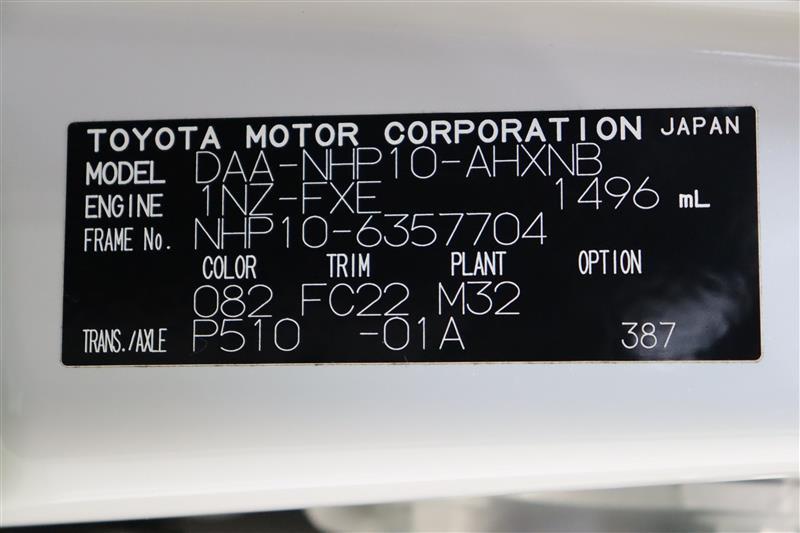 TOYOTA MOTOR CORPORATION JAPAN
MODEL DAA-NHP10-AHXNB
ENGINE 1NZ-FXE 1496 mL
FRAME No. NHP10-6357704
COLOR TRIM PLANT OPTION
082 FC22 M32
TRANS./AXLE P510 -01A 387